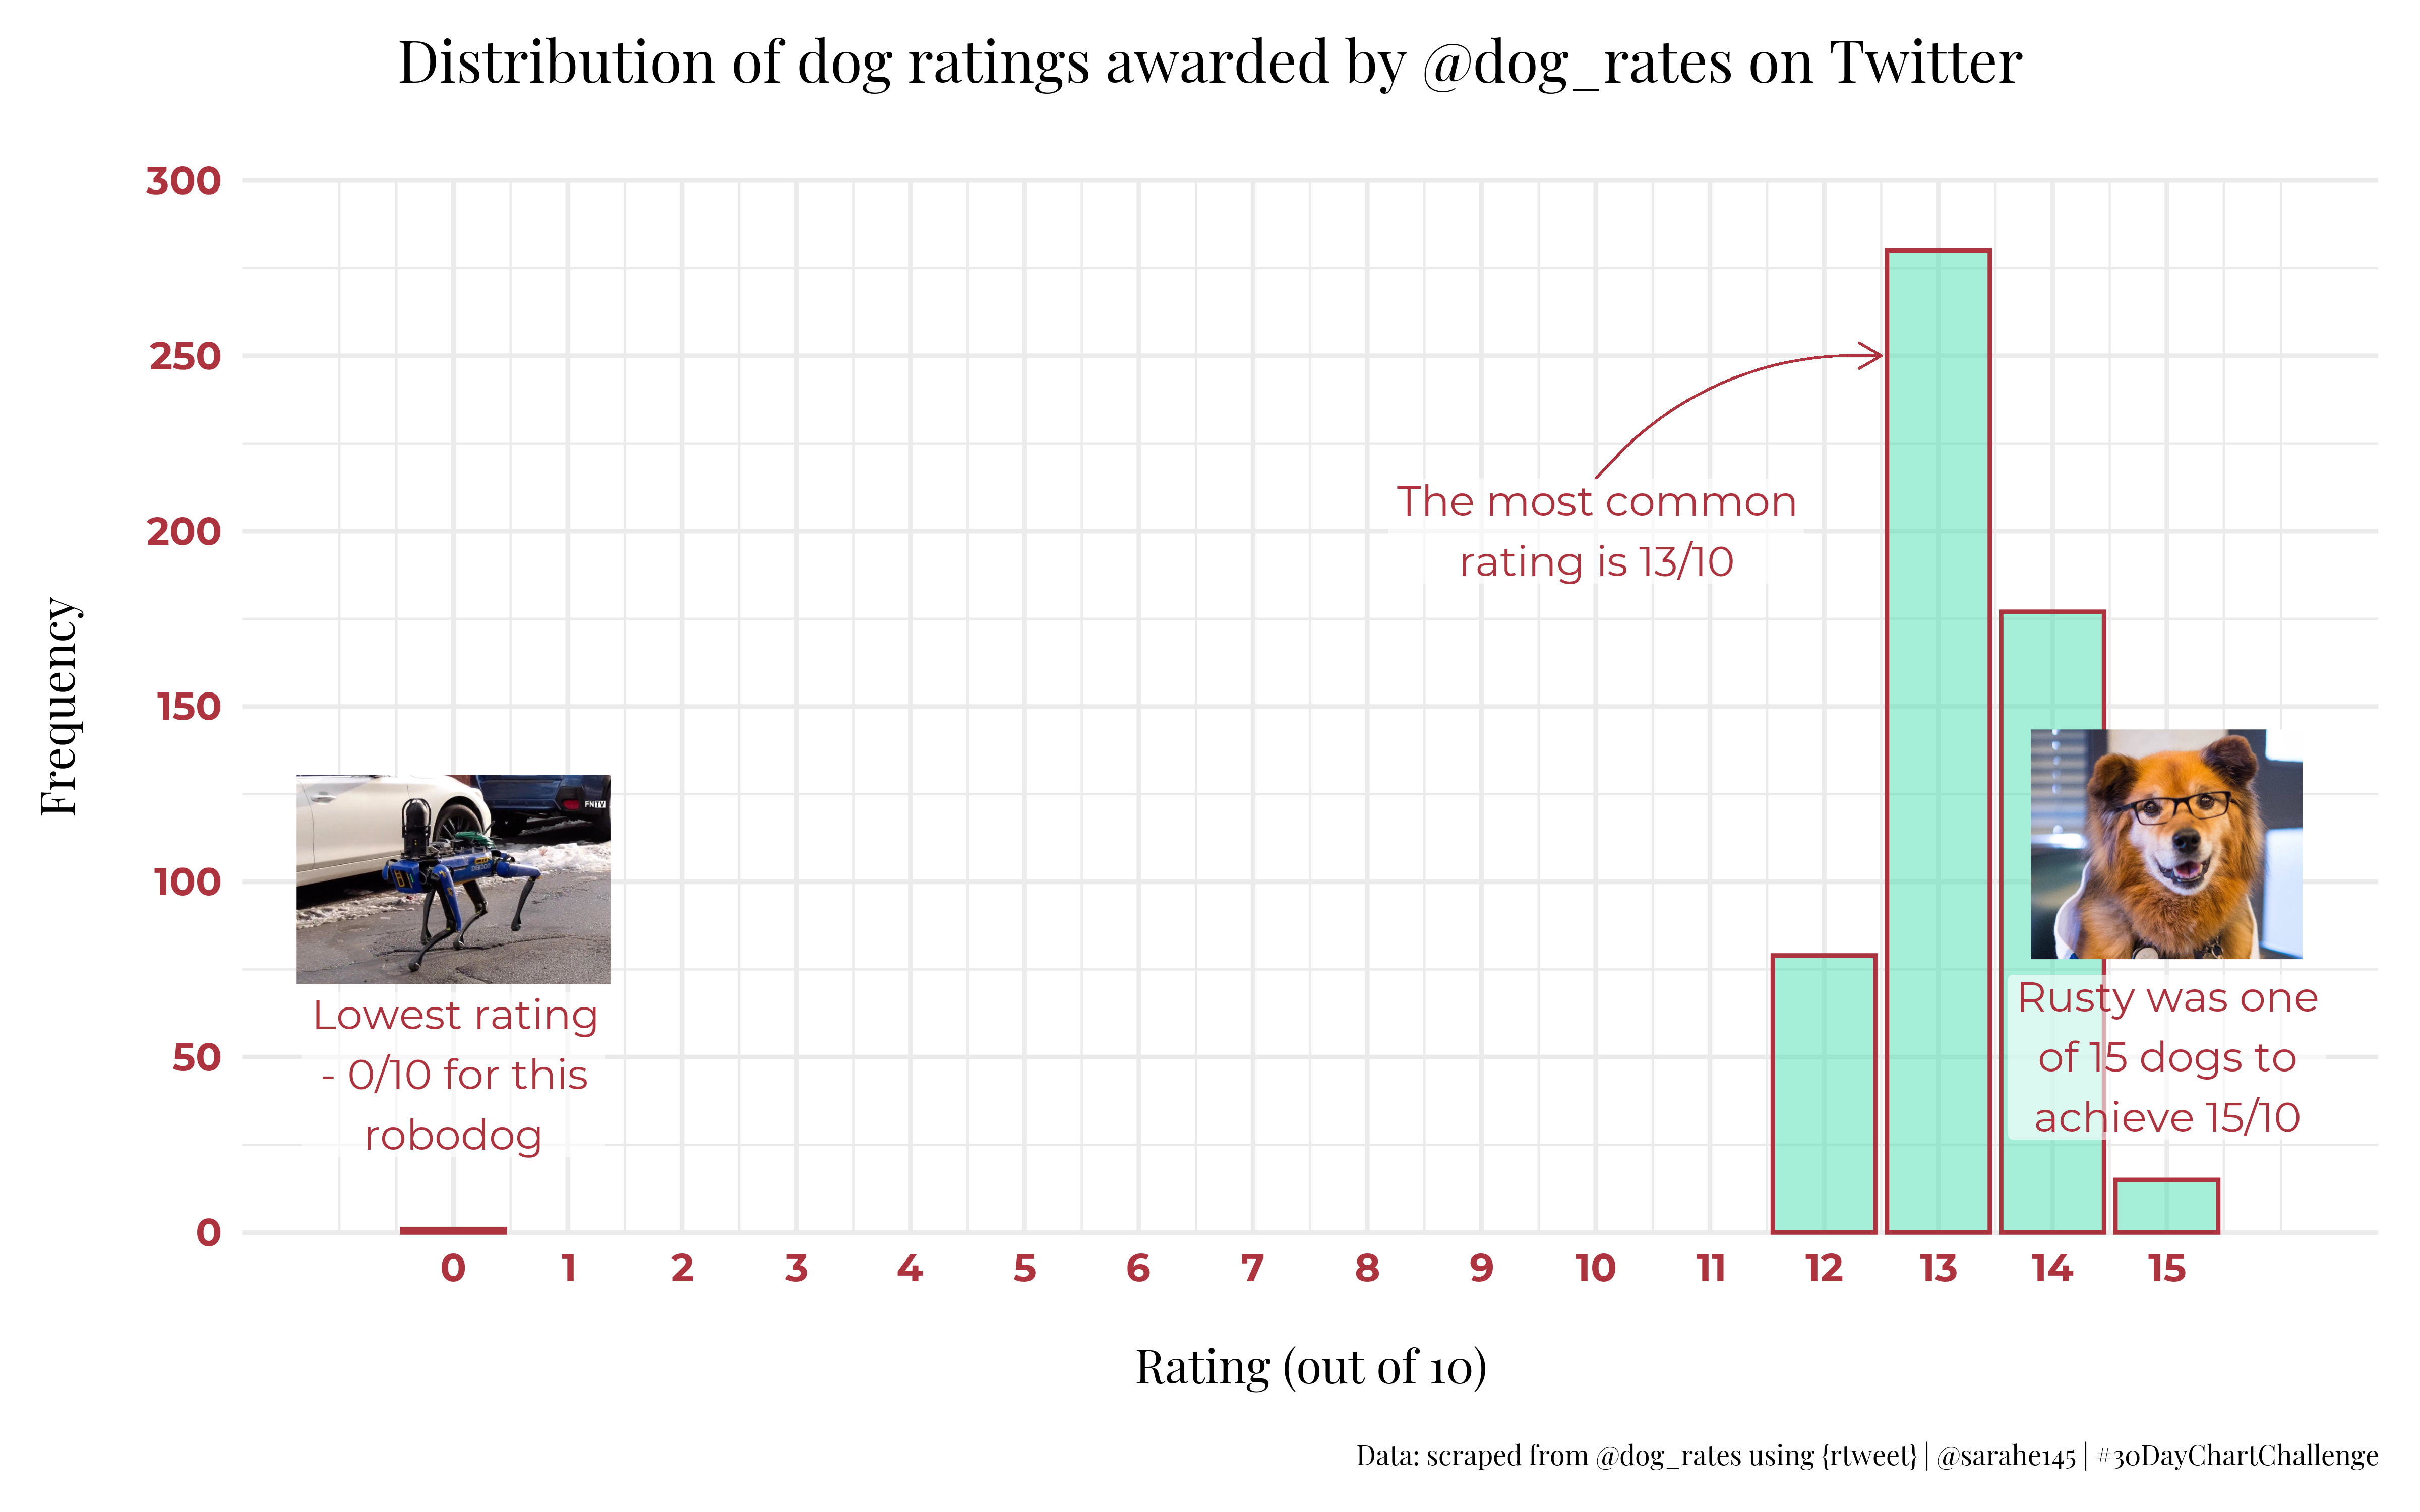 Distribution of dog ratings awarded by @dog_rates on Twitter
300
250
200
150
100
50
0
Frequency
The most common
rating is 13/10
FNTV
Lowest rating
- 0/10 for this
robodog
Rusty was one
of 15 dogs to
achieve 15/10
0 1 2 3 4 5 6 7 8 9 10 11 12 13 14 15
Rating (out of 10)
Data: scraped from @dog_rates using {rtweet} | @sarahe145 | #30DayChartChallenge